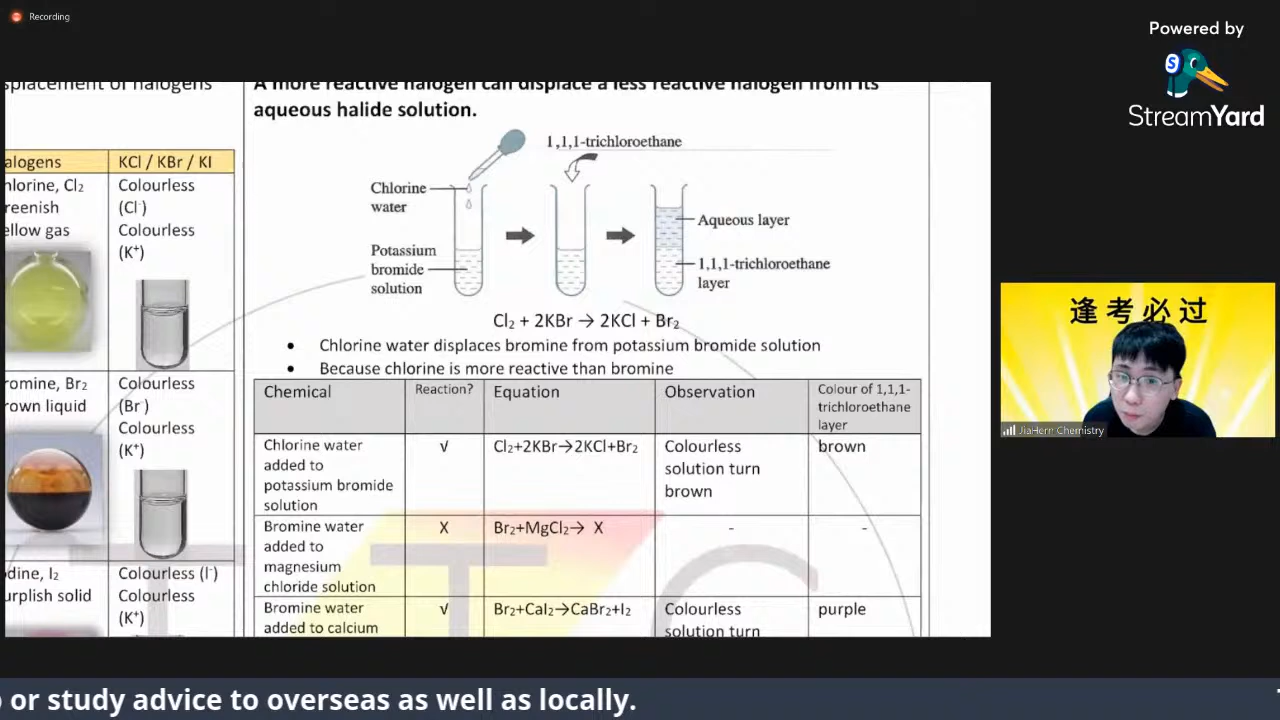 Recording
Powered by
StreamYard
splacement of halogens
A more reactive halogen can displace a less reactive halogen from its
aqueous halide solution.
alogens
KCl / KBr / KI
hlorine, Cl₂
reenish
ellow gas
Colourless
(Cl⁻)
Colourless
(K⁺)
romine, Br₂
rown liquid
Colourless
(Br⁻)
Colourless
(K⁺)
odine, I₂
urplish solid
Colourless (I⁻)
Colourless
(K⁺)
1,1,1-trichloroethane
Chlorine
water
Potassium
bromide
solution
Aqueous layer
1,1,1-trichloroethane
layer
Cl₂ + 2KBr → 2KCl + Br₂
• Chlorine water displaces bromine from potassium bromide solution
• Because chlorine is more reactive than bromine
Chemical
Reaction?
Equation
Observation
Colour of 1,1,1-
trichloroethane
layer
Chlorine water
added to
potassium bromide
solution
√
Cl₂+2KBr→2KCl+Br₂
Colourless
solution turn
brown
brown
Bromine water
added to
magnesium
chloride solution
X
Br₂+MgCl₂→ X
-
-
Bromine water
added to calcium
√
Br₂+CaI₂→CaBr₂+I₂
Colourless
solution turn
purple
逢考必过
JiaHern Chemistry
or study advice to overseas as well as locally.